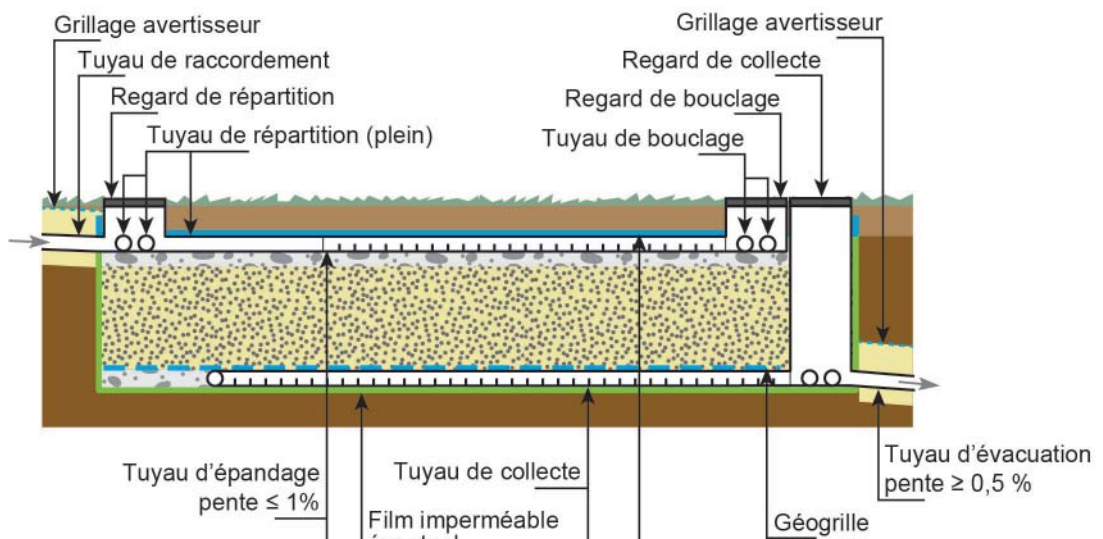 Grillage avertisseur
Tuyau de raccordement
Regard de répartition
Tuyau de répartition (plein)
Grillage avertisseur
Regard de collecte
Regard de bouclage
Tuyau de bouclage
Tuyau d'épandage
pente ≤ 1%
Film imperméable
Tuyau de collecte
Géogrille
Tuyau d'évacuation
pente ≥ 0,5 %